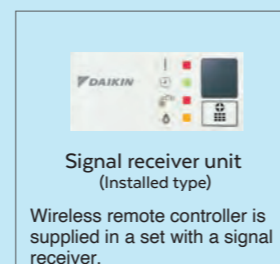 DAIKIN
Signal receiver unit
(Installed type)
Wireless remote controller is
supplied in a set with a signal
receiver.